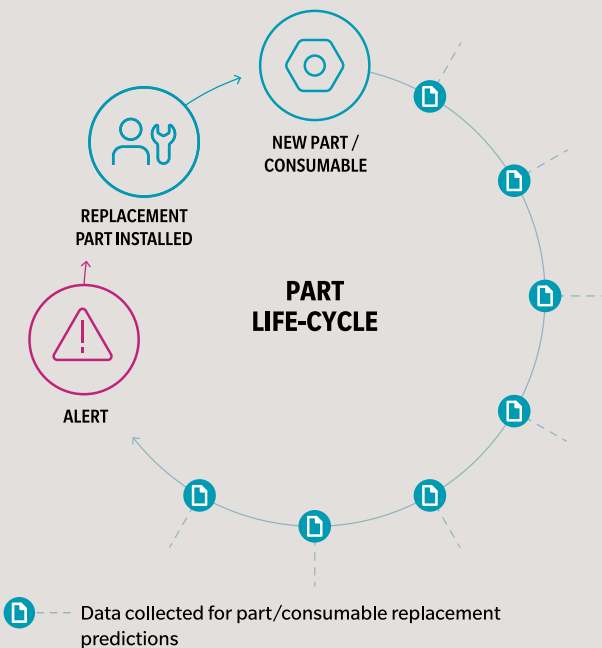 NEW PART /
CONSUMABLE
REPLACEMENT
PART INSTALLED
PART
LIFE-CYCLE
ALERT
Data collected for part/consumable replacement
predictions